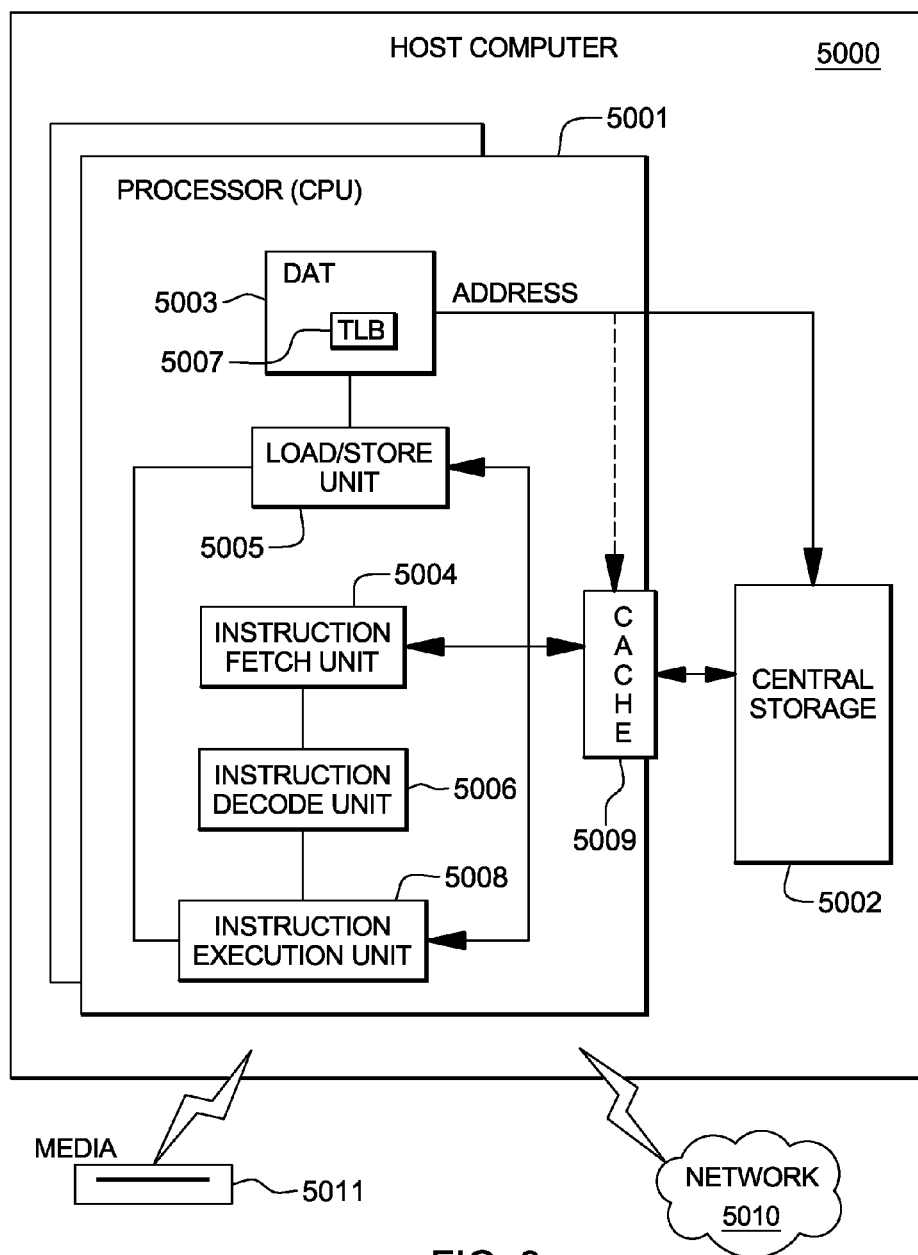 HOST COMPUTER
5000
5001
PROCESSOR (CPU)
DAT
5003
ADDRESS
TLB
5007
LOAD/STORE
UNIT
5005
5004
INSTRUCTION
FETCH UNIT
CACHE
CENTRAL
STORAGE
INSTRUCTION
DECODE UNIT
5006
5009
5008
5002
INSTRUCTION
EXECUTION UNIT
MEDIA
5011
NETWORK
5010